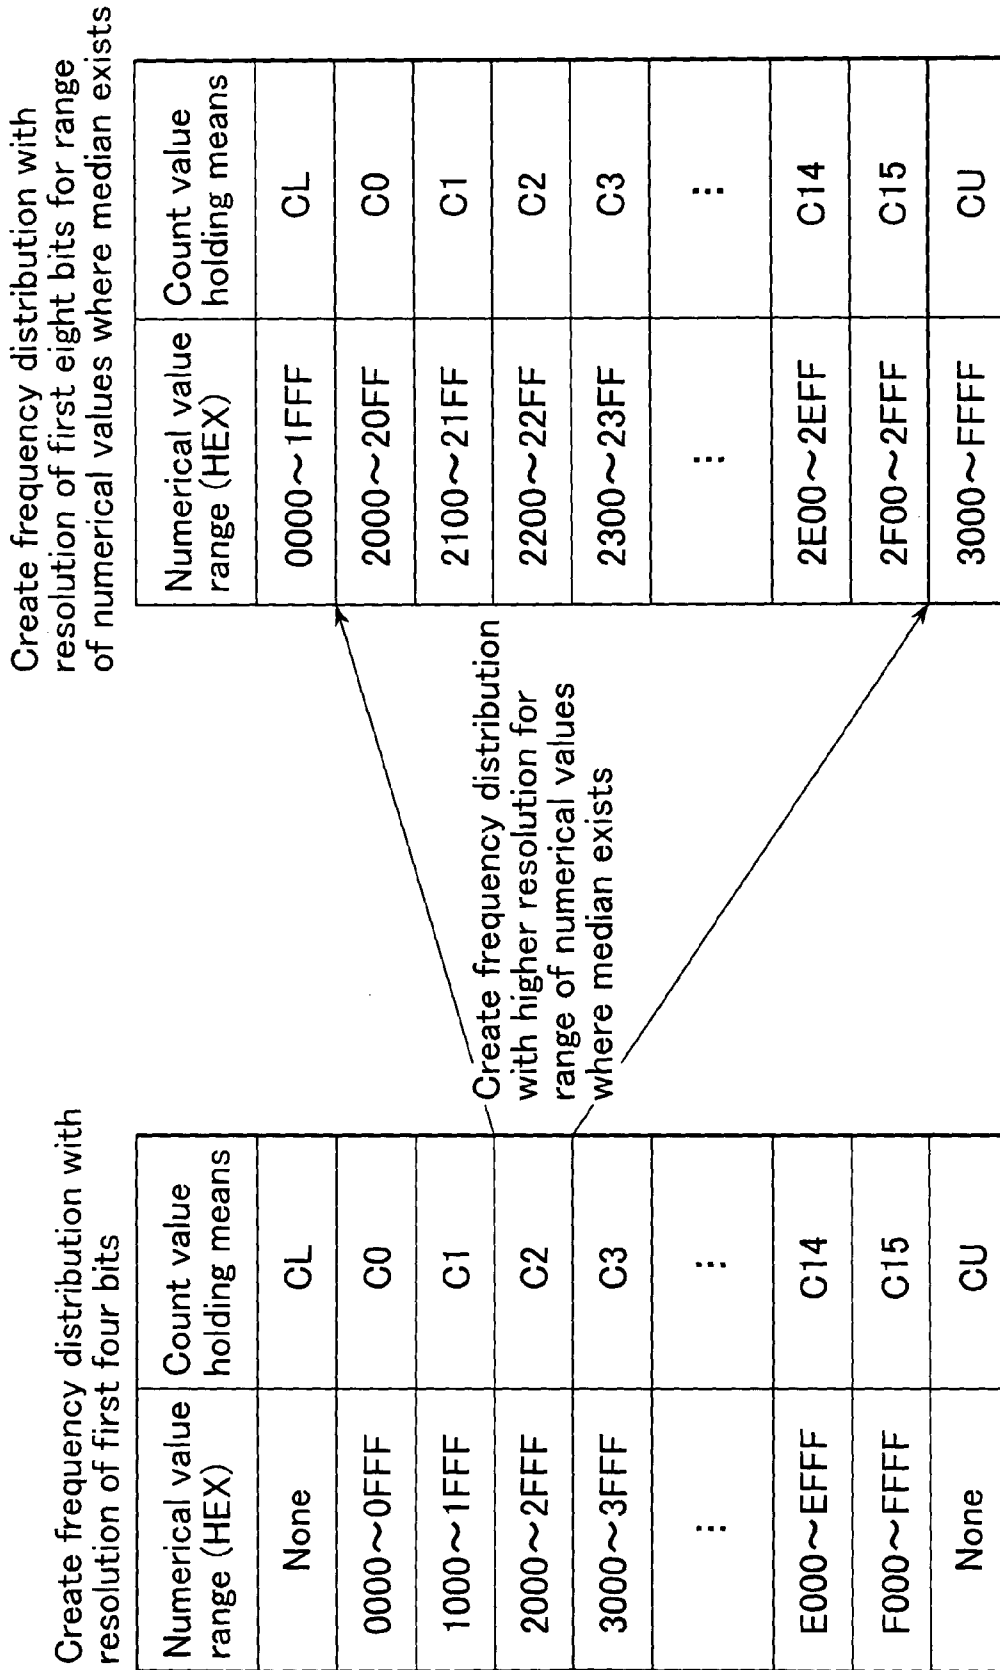 Create frequency distribution with
resolution of first four bits
Numerical value
range (HEX)
Count value
holding means
None
CL
0000~0FFF
C0
1000~1FFF
C1
2000~2FFF
C2
3000~3FFF
C3
⋮
⋮
E000~EFFF
C14
F000~FFFF
C15
None
CU
Create frequency distribution
with higher resolution for
range of numerical values
where median exists
Create frequency distribution with
resolution of first eight bits for range
of numerical values where median exists
Numerical value
range (HEX)
Count value
holding means
0000~1FFF
CL
2000~20FF
C0
2100~21FF
C1
2200~22FF
C2
2300~23FF
C3
⋮
⋮
2E00~2EFF
C14
2F00~2FFF
C15
3000~FFFF
CU